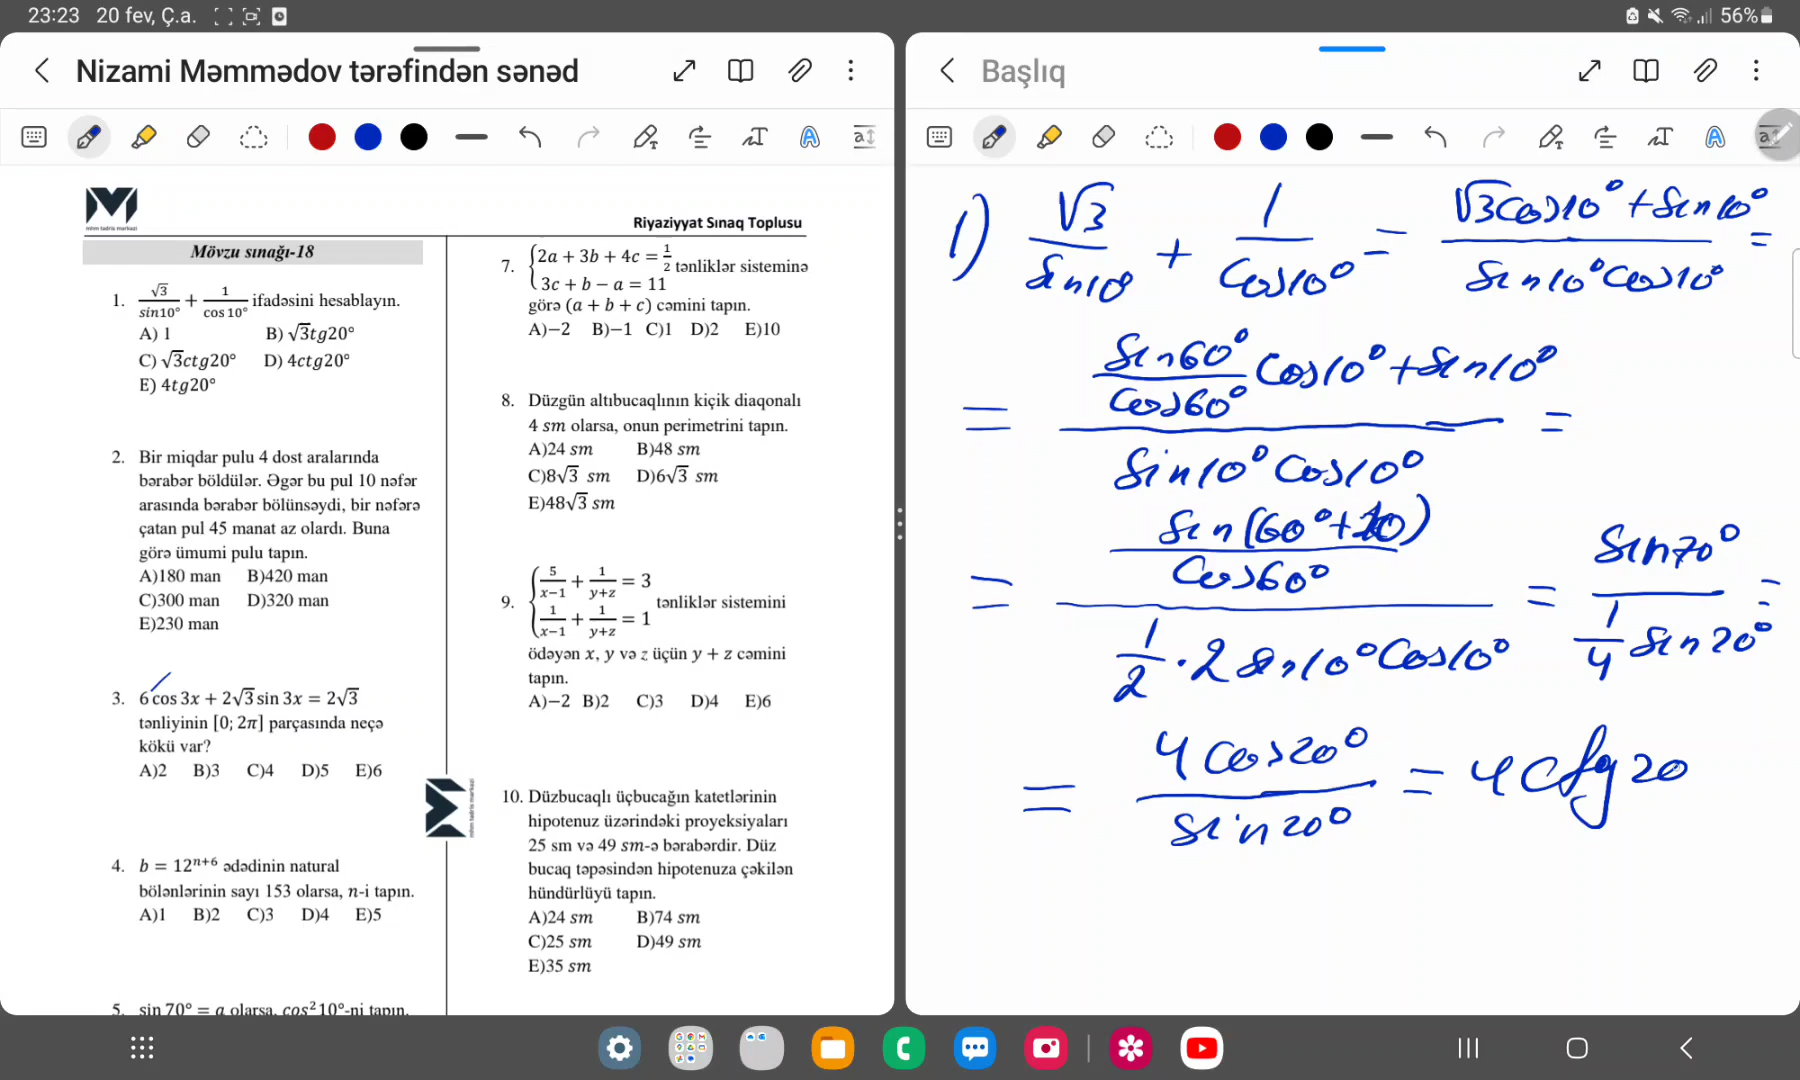 23:23 20 fev, Ç.a.
56%
Nizami Məmmədov tərəfindən sənəd
mhm tədris mərkəzi
Riyaziyyat Sınaq Toplusu
Mövzu sınağı-18
1. √3/sin10° + 1/cos10° ifadəsini hesablayın.
A) 1 B) √3tg20°
C) √3ctg20° D) 4ctg20°
E) 4tg20°
2. Bir miqdar pulu 4 dost aralarında
bərabər böldülər. Əgər bu pul 10 nəfər
arasında bərabər bölünsəydi, bir nəfərə
çatan pul 45 manat az olardı. Buna
görə ümumi pulu tapın.
A)180 man B)420 man
C)300 man D)320 man
E)230 man
3. 6 cos 3x + 2√3 sin 3x = 2√3
tənliyinin [0; 2π] parçasında neçə
kökü var?
A)2 B)3 C)4 D)5 E)6
4. b = 12ⁿ⁺⁶ ədədinin natural
bölənlərinin sayı 153 olarsa, n-i tapın.
A)1 B)2 C)3 D)4 E)5
5. sin 70° = a olarsa, cos²10°-ni tapın.
mhm tədris mərkəzi
7. {2a + 3b + 4c = 1/2
3c + b − a = 11 tənliklər sisteminə
görə (a + b + c) cəmini tapın.
A)−2 B)−1 C)1 D)2 E)10
8. Düzgün altıbucaqlının kiçik diaqonalı
4 sm olarsa, onun perimetrini tapın.
A)24 sm B)48 sm
C)8√3 sm D)6√3 sm
E)48√3 sm
9. {5/x−1 + 1/y+z = 3
1/x−1 + 1/y+z = 1 tənliklər sistemini
ödəyən x, y və z üçün y + z cəmini
tapın.
A)−2 B)2 C)3 D)4 E)6
10. Düzbucaqlı üçbucağın katetlərinin
hipotenuz üzərindəki proyeksiyaları
25 sm və 49 sm-ə bərabərdir. Düz
bucaq təpəsindən hipotenuza çəkilən
hündürlüyü tapın.
A)24 sm B)74 sm
C)25 sm D)49 sm
E)35 sm
Başlıq
1) √3/sin10° + 1/cos10° = √3cos10° + sin10° / sin10°cos10° =
= sin60°/cos60° cos10° + sin10° / sin10° cos10° =
= sin(60°+10)/cos60° / 1/2 · 2 sin10°cos10° = sin70° / 1/4 sin20° =
= 4cos20°/sin20° = 4ctg20